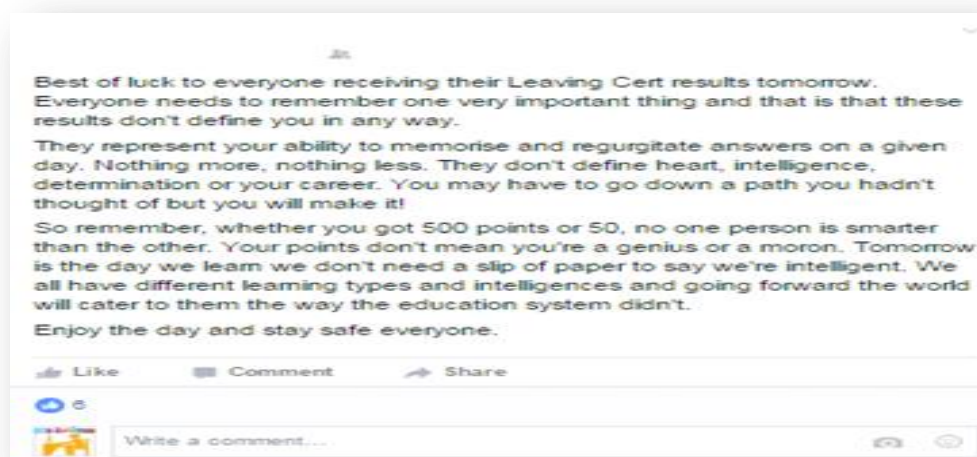 Best of luck to everyone receiving their Leaving Cert results tomorrow.
Everyone needs to remember one very important thing and that is that these
results don't define you in any way.
They represent your ability to memorise and regurgitate answers on a given
day. Nothing more, nothing less. They don't define heart, intelligence,
determination or your career. You may have to go down a path you hadn't
thought of but you will make it!
So remember, whether you got 500 points or 50, no one person is smarter
than the other. Your points don't mean you're a genius or a moron. Tomorrow
is the day we learn we don't need a slip of paper to say we're intelligent. We
all have different learning types and intelligences and going forward the world
will cater to them the way the education system didn't.
Enjoy the day and stay safe everyone.
Like Comment Share
6
Write a comment...